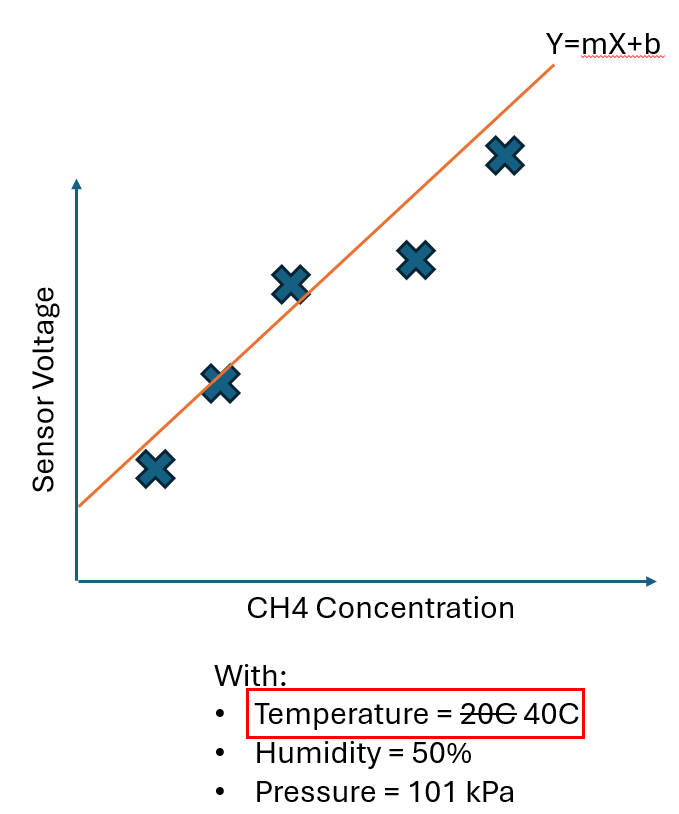 Y=mX+b
Sensor Voltage
CH4 Concentration
With:
• Temperature = 20C 40C
• Humidity = 50%
• Pressure = 101 kPa